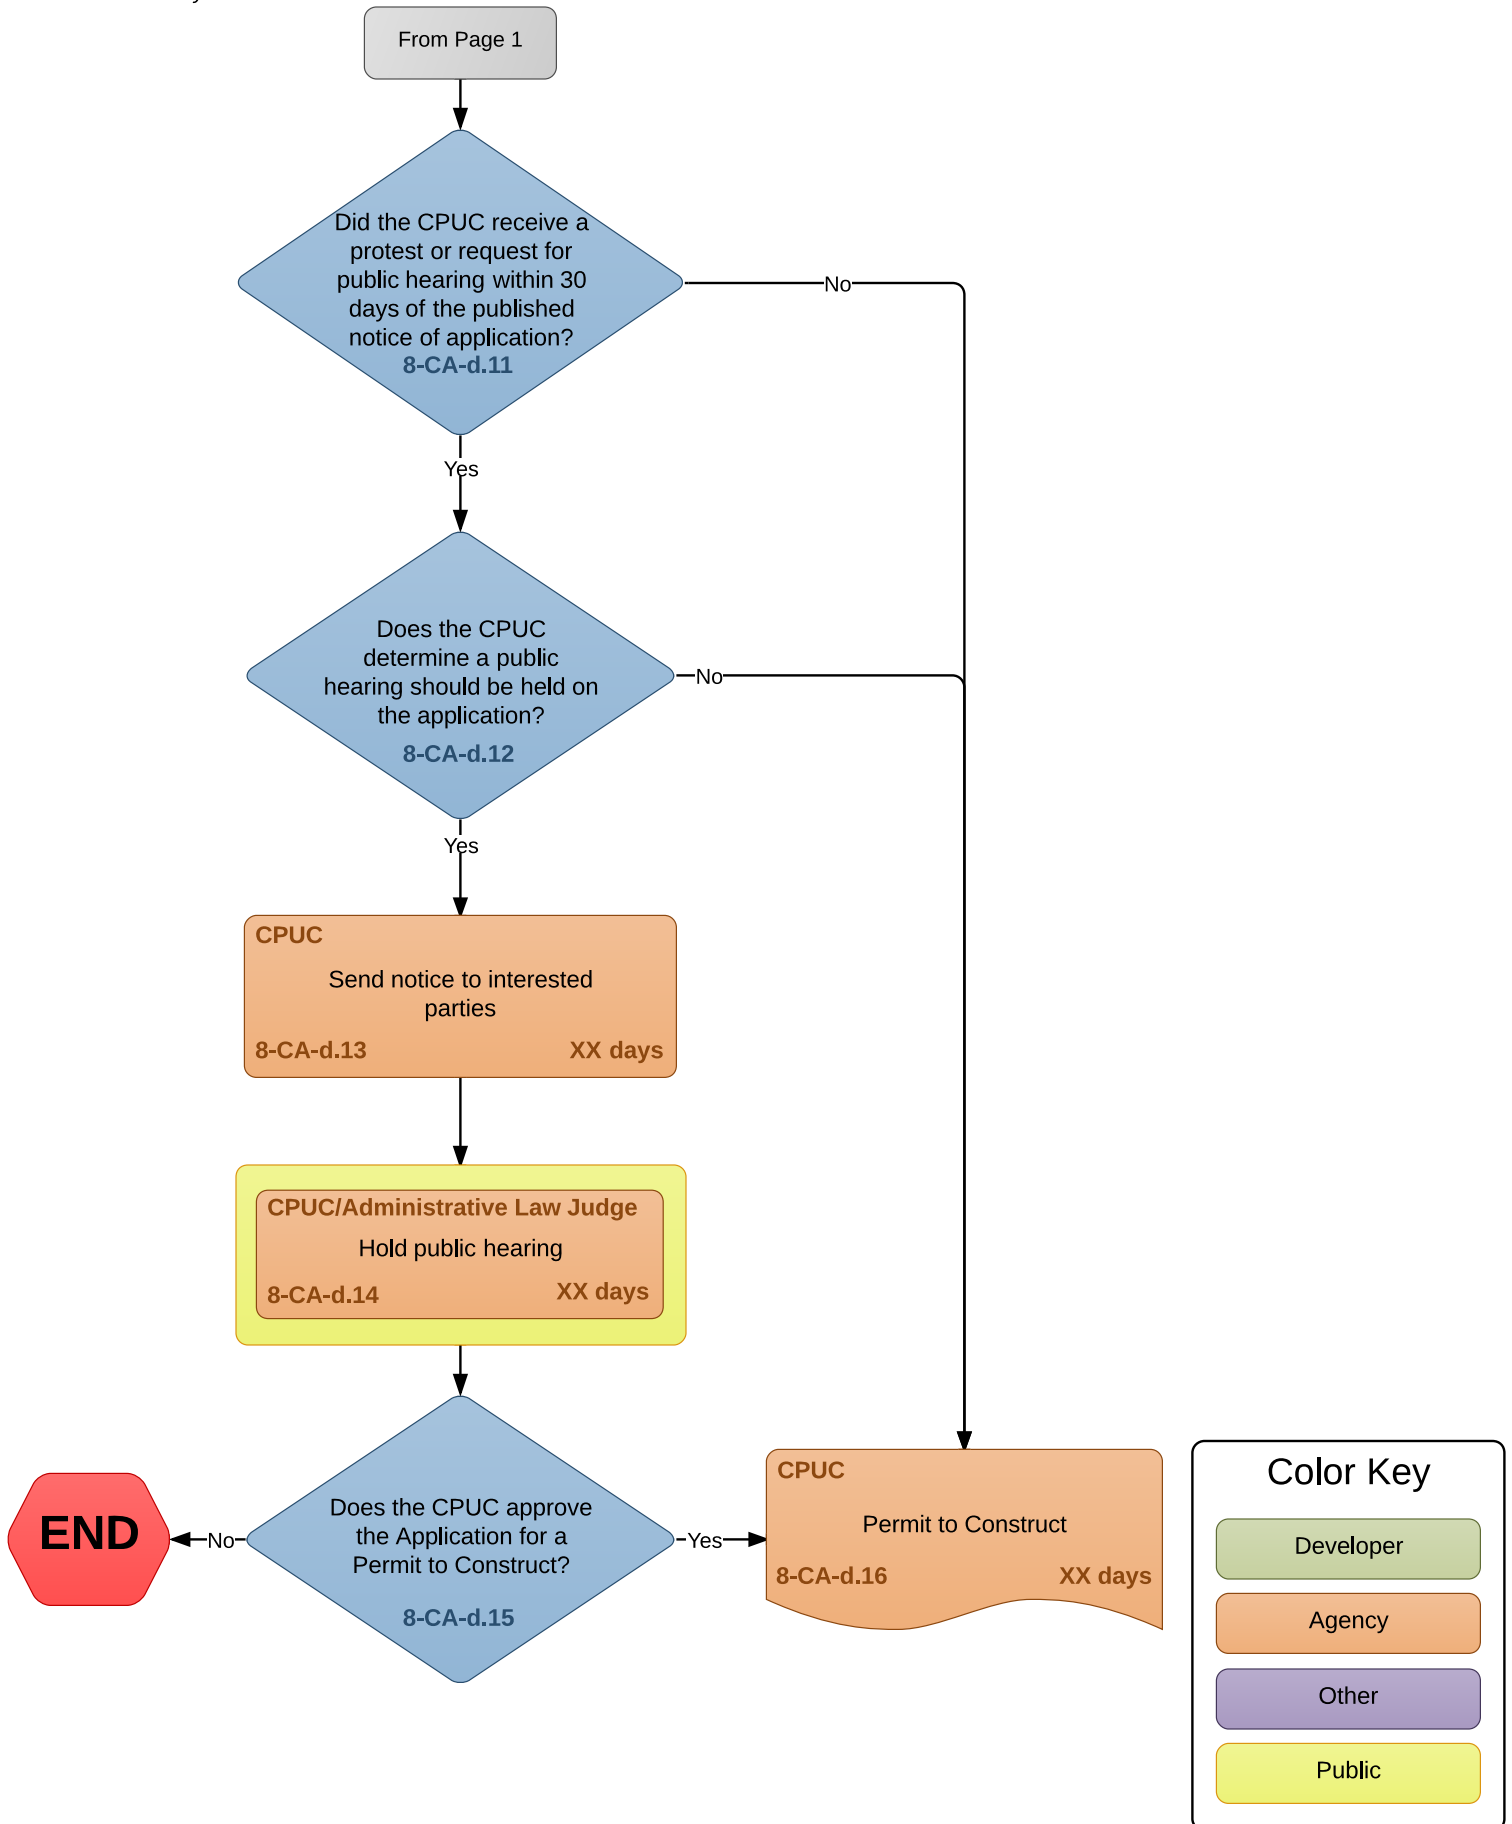 From Page 1
Did the CPUC receive a
protest or request for
public hearing within 30
days of the published
notice of application?
8-CA-d.11
No
Yes
Does the CPUC
determine a public
hearing should be held on
the application?
8-CA-d.12
No
Yes
CPUC
Send notice to interested
parties
8-CA-d.13
XX days
CPUC/Administrative Law Judge
Hold public hearing
8-CA-d.14
XX days
Does the CPUC approve
the Application for a
Permit to Construct?
8-CA-d.15
No
END
Yes
CPUC
Permit to Construct
8-CA-d.16
XX days
Color Key
Developer
Agency
Other
Public